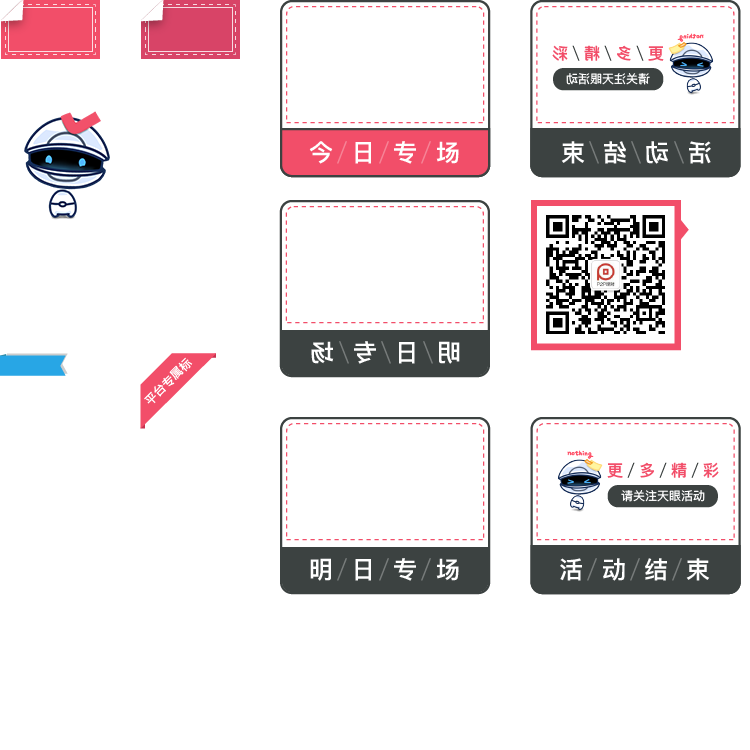 今/日/专/场
nothing
更/多/精/彩
请关注天眼活动
活/动/结/束
明/日/专/场
平台专属标
明/日/专/场
nothing
更/多/精/彩
请关注天眼活动
活/动/结/束